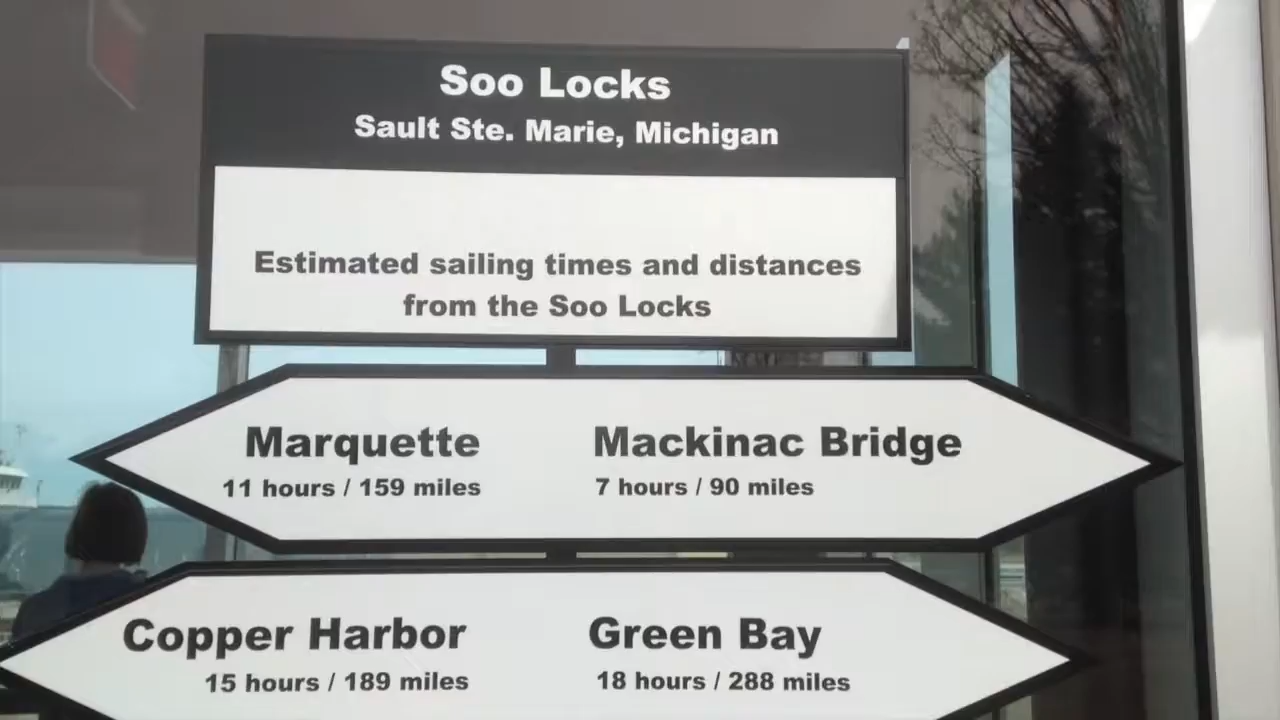 Soo Locks
Sault Ste. Marie, Michigan
Estimated sailing times and distances
from the Soo Locks
Marquette
11 hours / 159 miles
Mackinac Bridge
7 hours / 90 miles
Copper Harbor
15 hours / 189 miles
Green Bay
18 hours / 288 miles